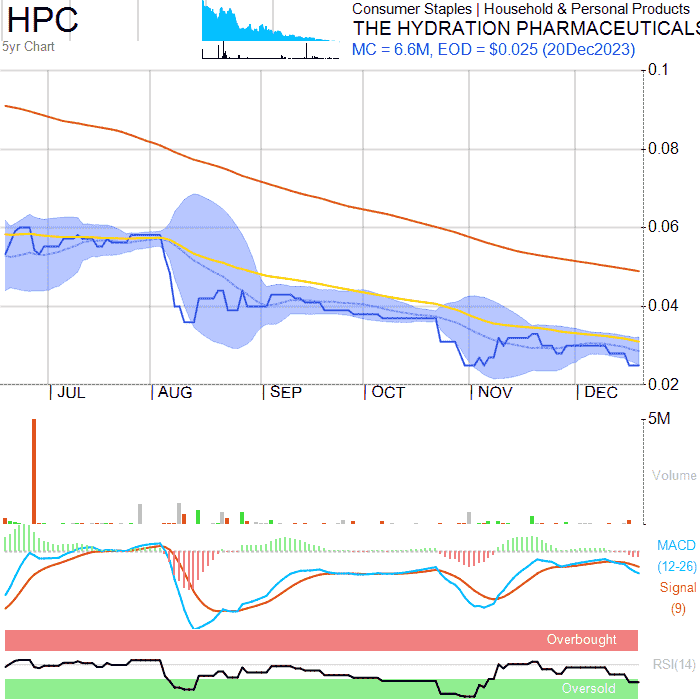 HPC
5yr Chart
Consumer Staples | Household & Personal Products
THE HYDRATION PHARMACEUTICALS
MC = 6.6M, EOD = $0.025 (20Dec2023)
0.1
0.08
0.06
0.04
0.02
JUL AUG SEP OCT NOV DEC
5M
Volume
MACD
(12-26)
Signal
(9)
Overbought
RSI(14)
Oversold